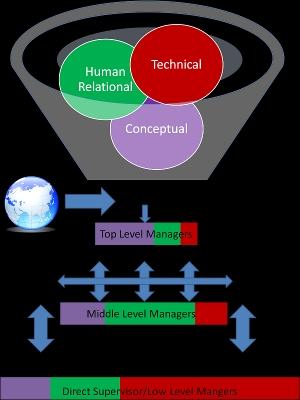 Human
Relational
Technical
Conceptual
Top Level Managers
Middle Level Managers
Direct Supervisor/Low Level Mangers